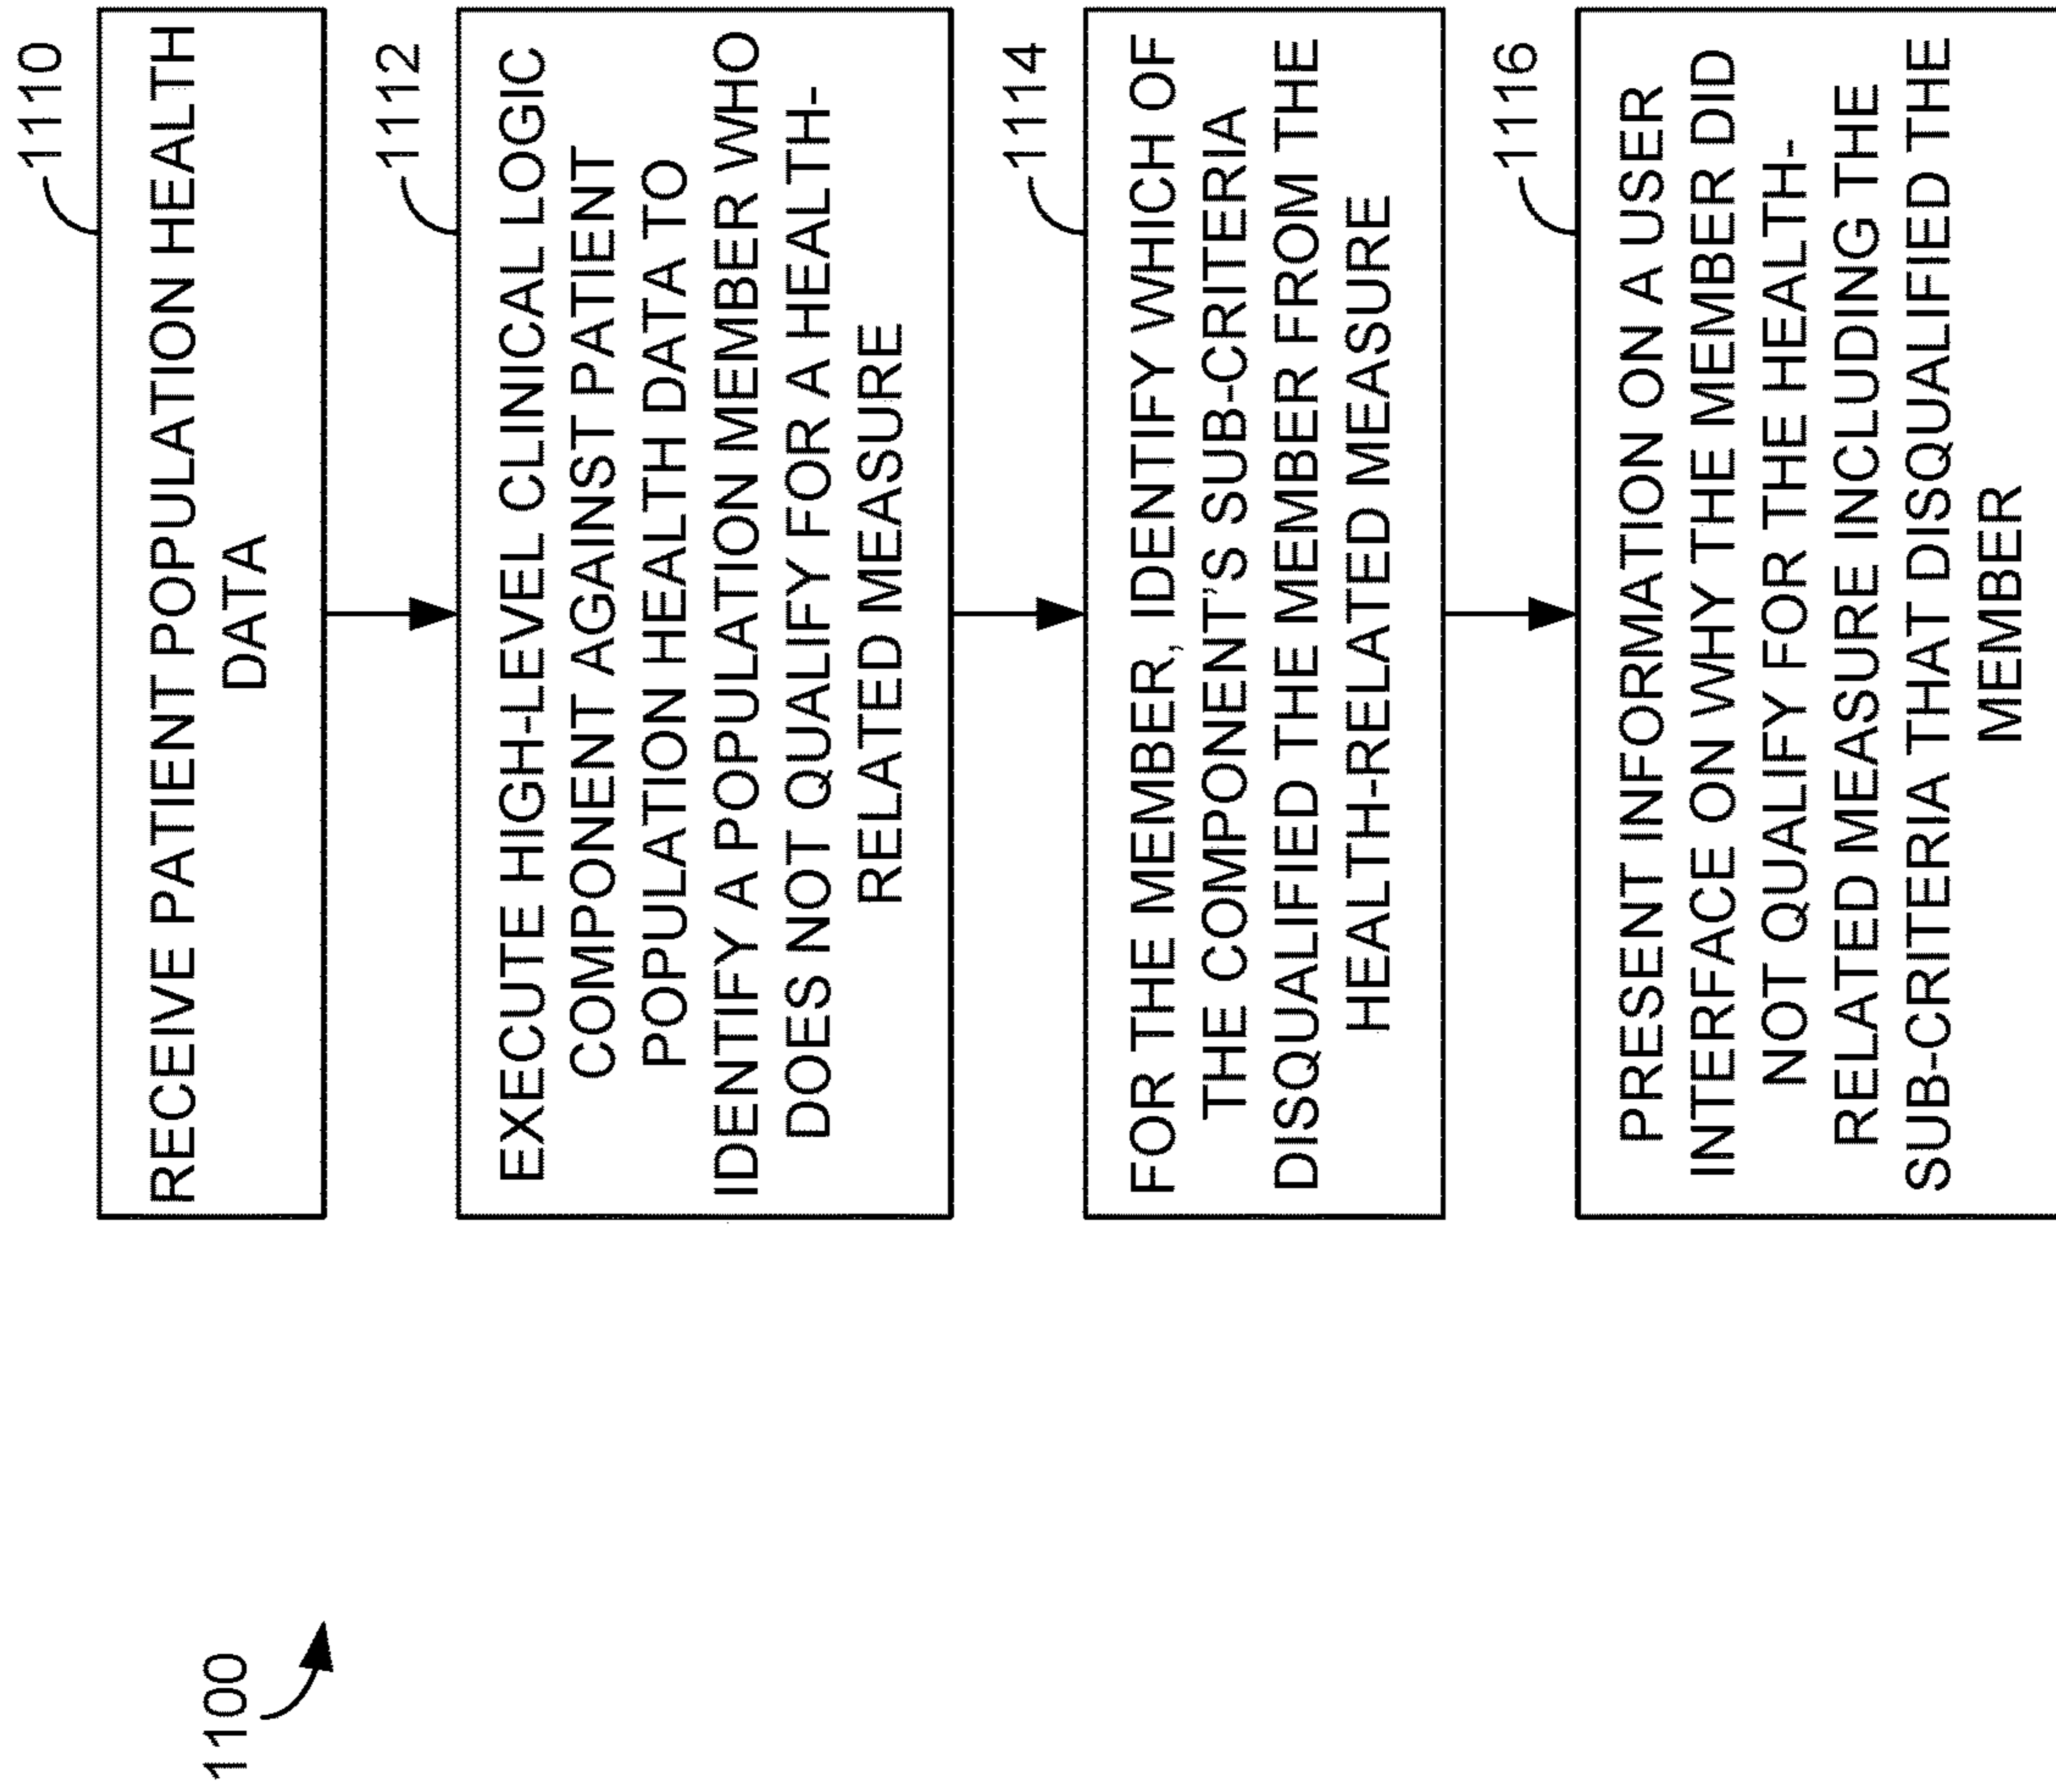 1100
1110
RECEIVE PATIENT POPULATION HEALTH
DATA
1112
EXECUTE HIGH-LEVEL CLINICAL LOGIC
COMPONENT AGAINST PATIENT
POPULATION HEALTH DATA TO
IDENTIFY A POPULATION MEMBER WHO
DOES NOT QUALIFY FOR A HEALTH-
RELATED MEASURE
1114
FOR THE MEMBER, IDENTIFY WHICH OF
THE COMPONENT'S SUB-CRITERIA
DISQUALIFIED THE MEMBER FROM THE
HEALTH-RELATED MEASURE
1116
PRESENT INFORMATION ON A USER
INTERFACE ON WHY THE MEMBER DID
NOT QUALIFY FOR THE HEALTH-
RELATED MEASURE INCLUDING THE
SUB-CRITERIA THAT DISQUALIFIED THE
MEMBER